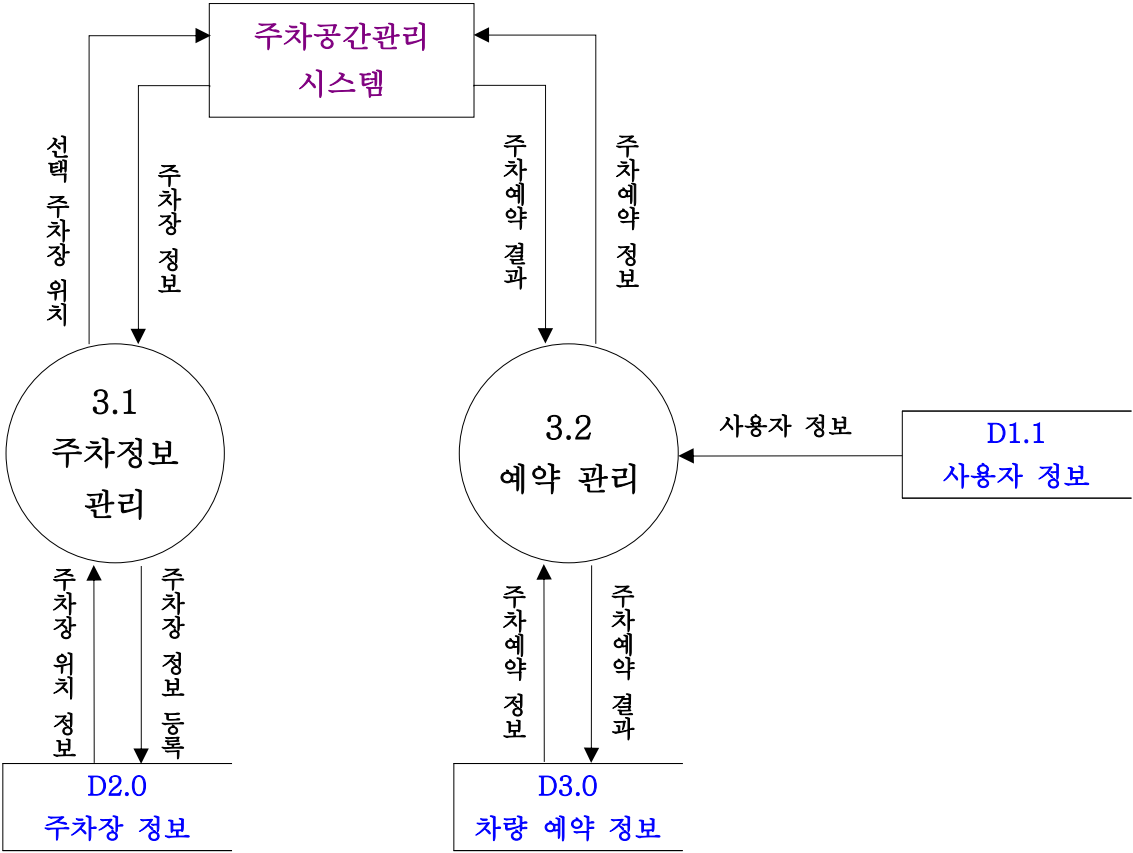 주차공간관리
시스템
선택 주차장 위치
주차장 정보
주차예약 결과
주차예약 정보
3.1
주차정보
관리
3.2
예약 관리
사용자 정보
D1.1
사용자 정보
주차장 위치 정보
주차장 정보 등록
주차예약 정보
주차예약 결과
D2.0
주차장 정보
D3.0
차량 예약 정보